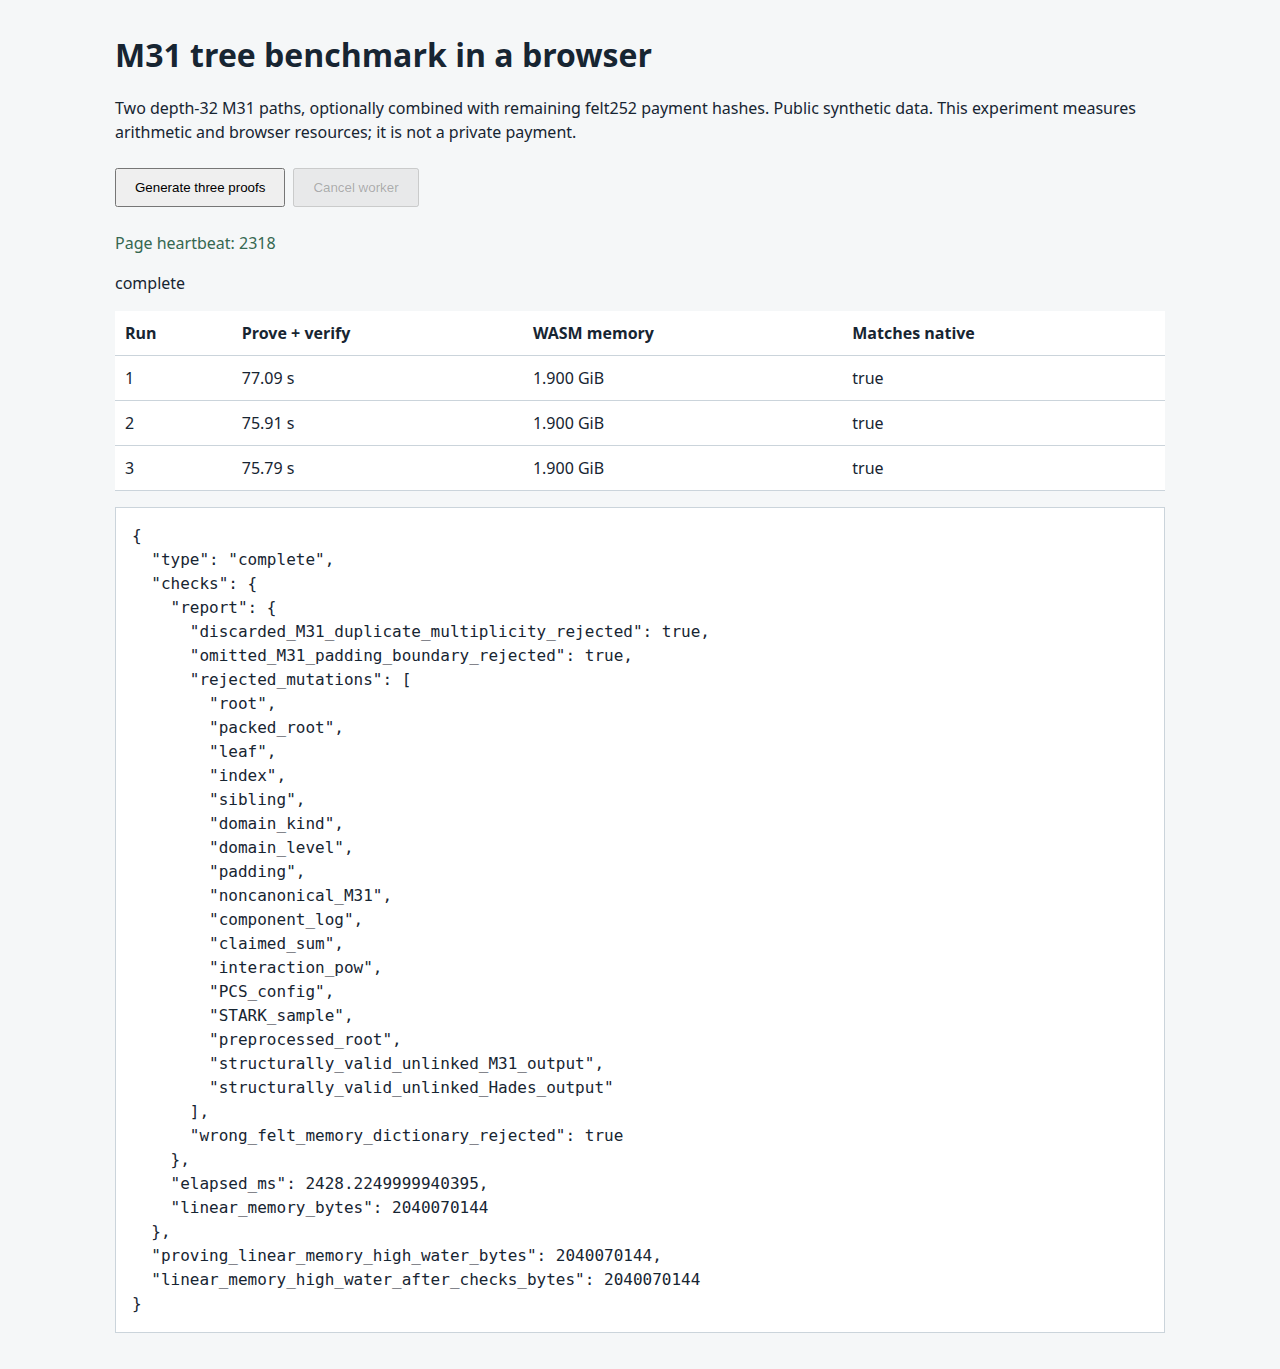 M31 tree benchmark in a browser
Two depth-32 M31 paths, optionally combined with remaining felt252 payment hashes. Public synthetic data. This experiment measures
arithmetic and browser resources; it is not a private payment.
Generate three proofs Cancel worker
Page heartbeat: 2318
complete
Run Prove + verify WASM memory Matches native
1 77.09 s 1.900 GiB true
2 75.91 s 1.900 GiB true
3 75.79 s 1.900 GiB true
{
  "type": "complete",
  "checks": {
    "report": {
      "discarded_M31_duplicate_multiplicity_rejected": true,
      "omitted_M31_padding_boundary_rejected": true,
      "rejected_mutations": [
        "root",
        "packed_root",
        "leaf",
        "index",
        "sibling",
        "domain_kind",
        "domain_level",
        "padding",
        "noncanonical_M31",
        "component_log",
        "claimed_sum",
        "interaction_pow",
        "PCS_config",
        "STARK_sample",
        "preprocessed_root",
        "structurally_valid_unlinked_M31_output",
        "structurally_valid_unlinked_Hades_output"
      ],
      "wrong_felt_memory_dictionary_rejected": true
    },
    "elapsed_ms": 2428.2249999940395,
    "linear_memory_bytes": 2040070144
  },
  "proving_linear_memory_high_water_bytes": 2040070144,
  "linear_memory_high_water_after_checks_bytes": 2040070144
}